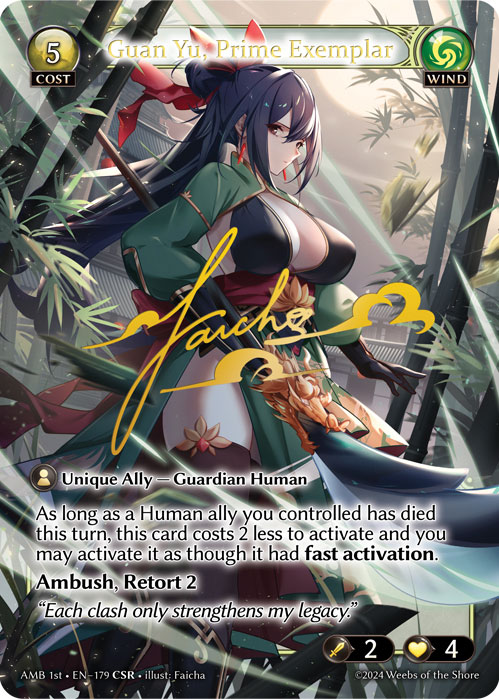 5
COST
Guan Yu, Prime Exemplar
WIND
Faicha
Unique Ally — Guardian Human
As long as a Human ally you controlled has died
this turn, this card costs 2 less to activate and you
may activate it as though it had fast activation.
Ambush, Retort 2
“Each clash only strengthens my legacy.”
2
4
AMB 1st • EN–179 CSR • illust: Faicha
©2024 Weebs of the Shore